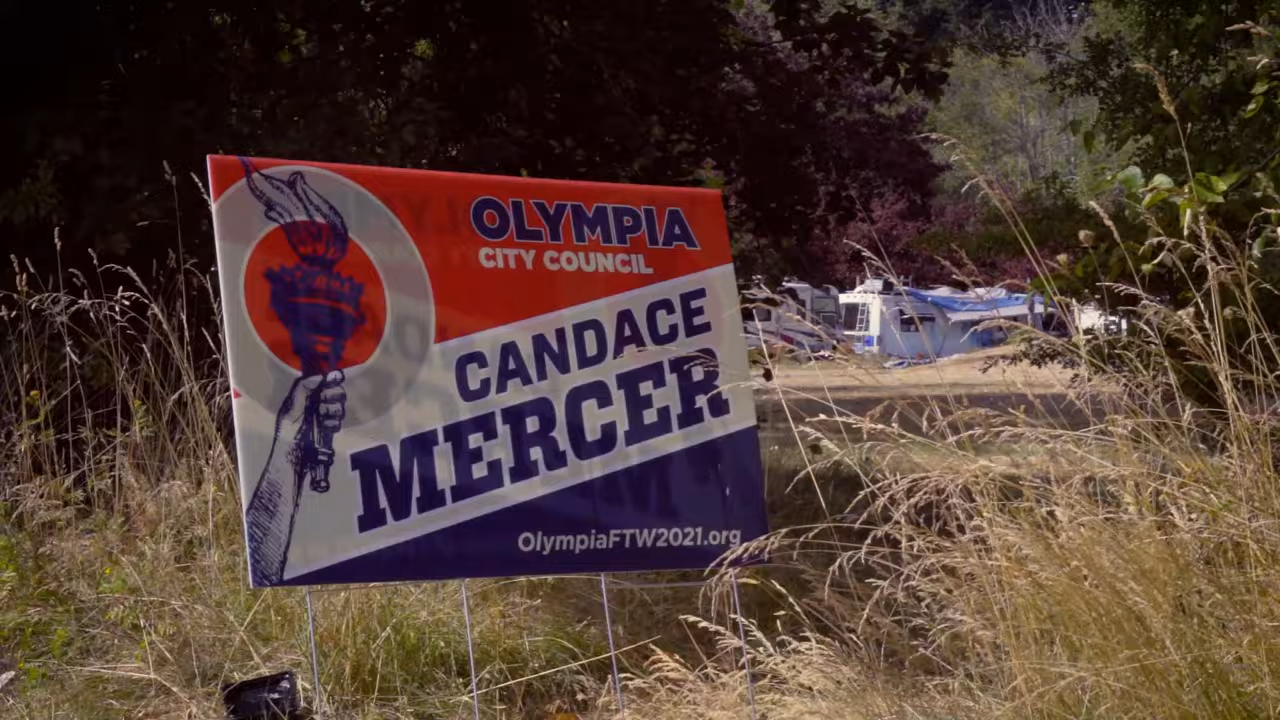 OLYMPIA
CITY COUNCIL
CANDACE
MERCER
OlympiaFTW2021.org